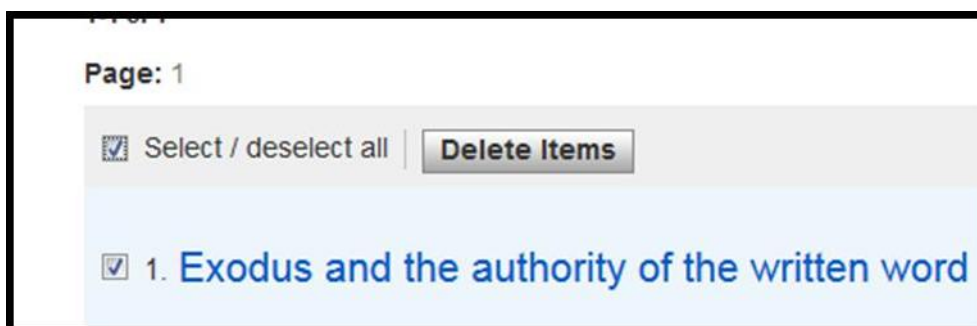 Page: 1
Select / deselect all Delete Items
1. Exodus and the authority of the written word